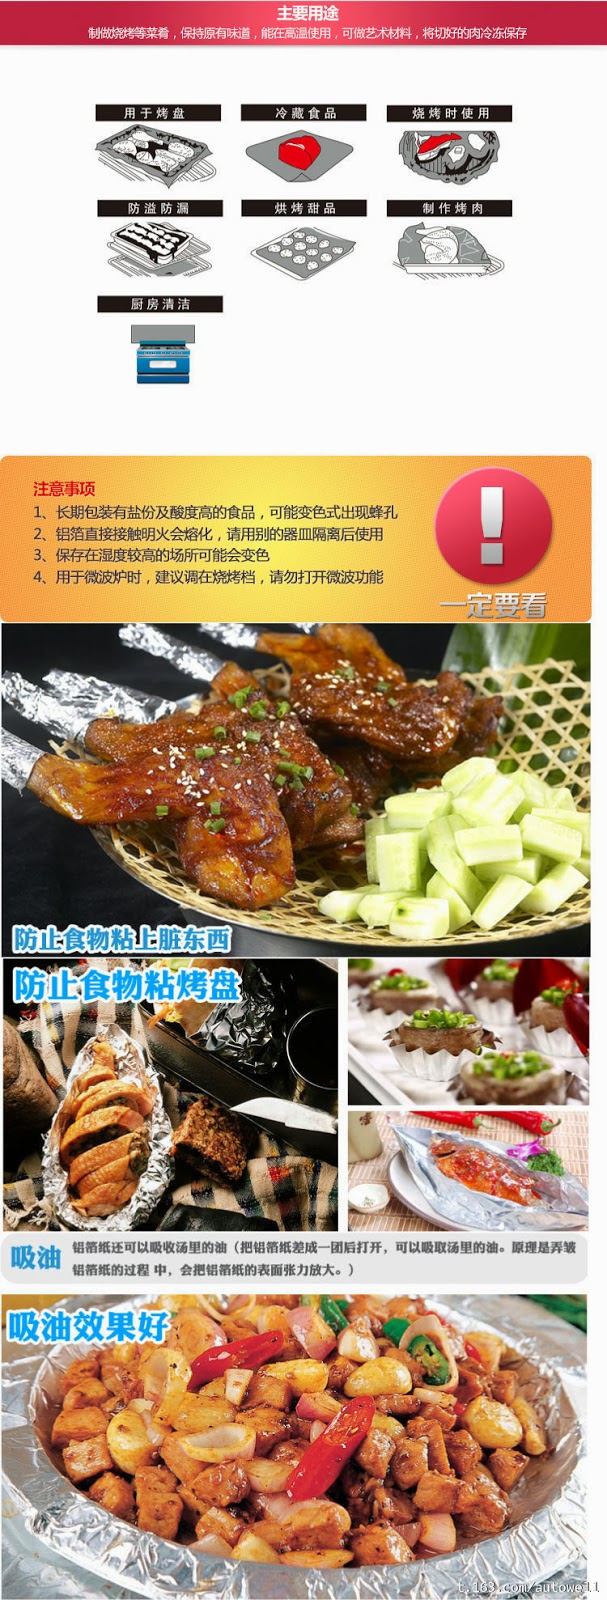 主要用途
制做烧烤等菜肴，保持原有味道，能在高温使用，可做艺术材料，将切好的肉冷冻保存
用于烤盘
冷藏食品
烧烤时使用
防溢防漏
烘烤甜品
制作烤肉
厨房清洁
注意事项
1、长期包装有盐份及酸度高的食品，可能变色式出现蜂孔
2、铝箔直接接触明火会熔化，请用别的器皿隔离后使用
3、保存在湿度较高的场所可能会变色
4、用于微波炉时，建议调在烧烤档，请勿打开微波功能
一定要看
防止食物粘上脏东西
防止食物粘烤盘
吸油
铝箔纸还可以吸收汤里的油（把铝箔纸差成一团后打开，可以吸取汤里的油。原理是弄皱
铝箔纸的过程 中，会把铝箔纸的表面张力放大。）
吸油效果好
t.163.com/autowell